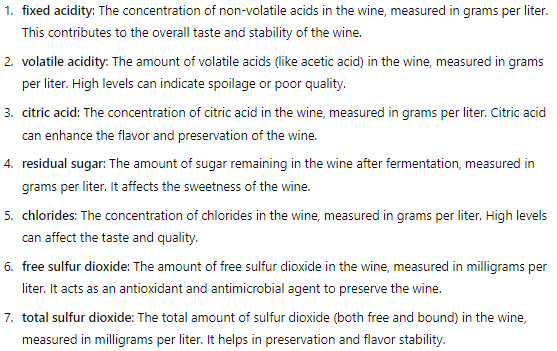 1. fixed acidity: The concentration of non-volatile acids in the wine, measured in grams per liter.
This contributes to the overall taste and stability of the wine.
2. volatile acidity: The amount of volatile acids (like acetic acid) in the wine, measured in grams
per liter. High levels can indicate spoilage or poor quality.
3. citric acid: The concentration of citric acid in the wine, measured in grams per liter. Citric acid
can enhance the flavor and preservation of the wine.
4. residual sugar: The amount of sugar remaining in the wine after fermentation, measured in
grams per liter. It affects the sweetness of the wine.
5. chlorides: The concentration of chlorides in the wine, measured in grams per liter. High levels
can affect the taste and quality.
6. free sulfur dioxide: The amount of free sulfur dioxide in the wine, measured in milligrams per
liter. It acts as an antioxidant and antimicrobial agent to preserve the wine.
7. total sulfur dioxide: The total amount of sulfur dioxide (both free and bound) in the wine,
measured in milligrams per liter. It helps in preservation and flavor stability.